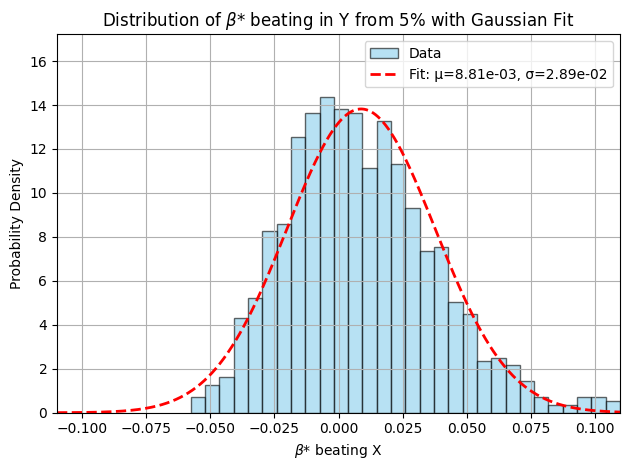 Distribution of β* beating in Y from 5% with Gaussian Fit
Data
Fit: μ=8.81e-03, σ=2.89e-02
Probability Density
16
14
12
10
8
6
4
2
0
−0.100 −0.075 −0.050 −0.025 0.000 0.025 0.050 0.075 0.100
β* beating X